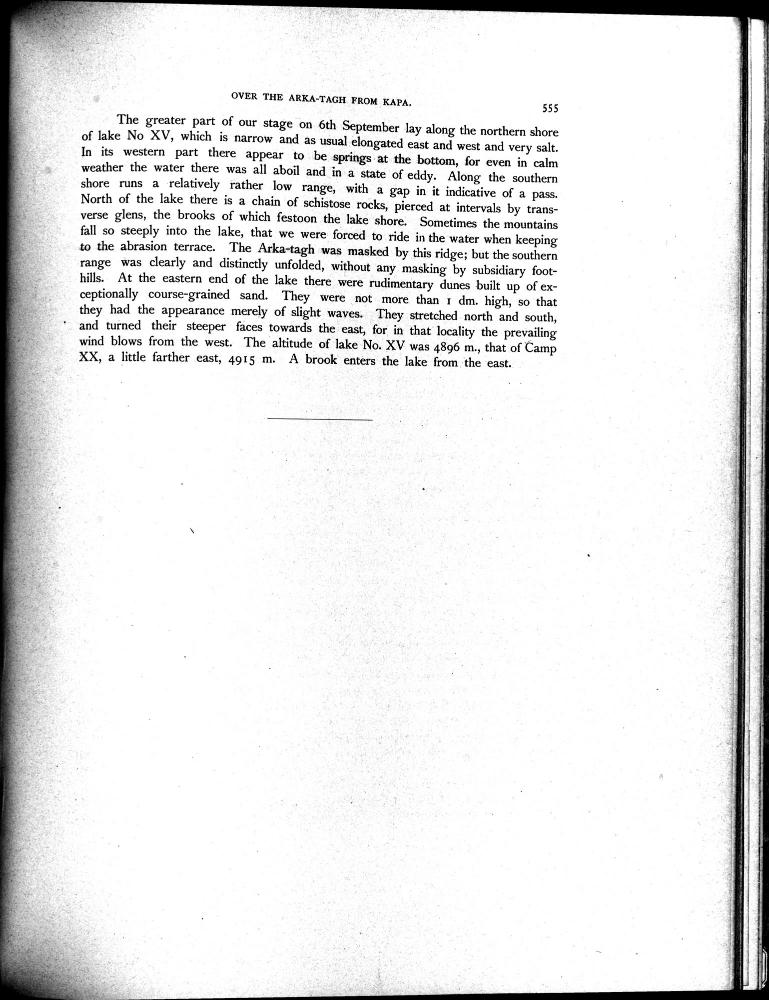 OVER THE ARKA-TAGH FROM KAPA.
555
The greater part of our stage on 6th September lay along the northern shore
of lake No XV, which is narrow and as usual elongated east and west and very salt.
In its western part there appear to be springs at the bottom, for even in calm
weather the water there was all aboil and in a state of eddy. Along the southern
shore runs a relatively rather low range, with a gap in it indicative of a pass.
North of the lake there is a chain of schistose rocks, pierced at intervals by trans-
verse glens, the brooks of which festoon the lake shore. Sometimes the mountains
fall so steeply into the lake, that we were forced to ride in the water when keeping
to the abrasion terrace. The Arka-tagh was masked by this ridge; but the southern
range was clearly and distinctly unfolded, without any masking by subsidiary foot-
hills. At the eastern end of the lake there were rudimentary dunes built up of ex-
ceptionally course-grained sand. They were not more than 1 dm. high, so that
they had the appearance merely of slight waves. They stretched north and south,
and turned their steeper faces towards the east, for in that locality the prevailing
wind blows from the west. The altitude of lake No. XV was 4896 m., that of Camp
XX, a little farther east, 4915 m. A brook enters the lake from the east.